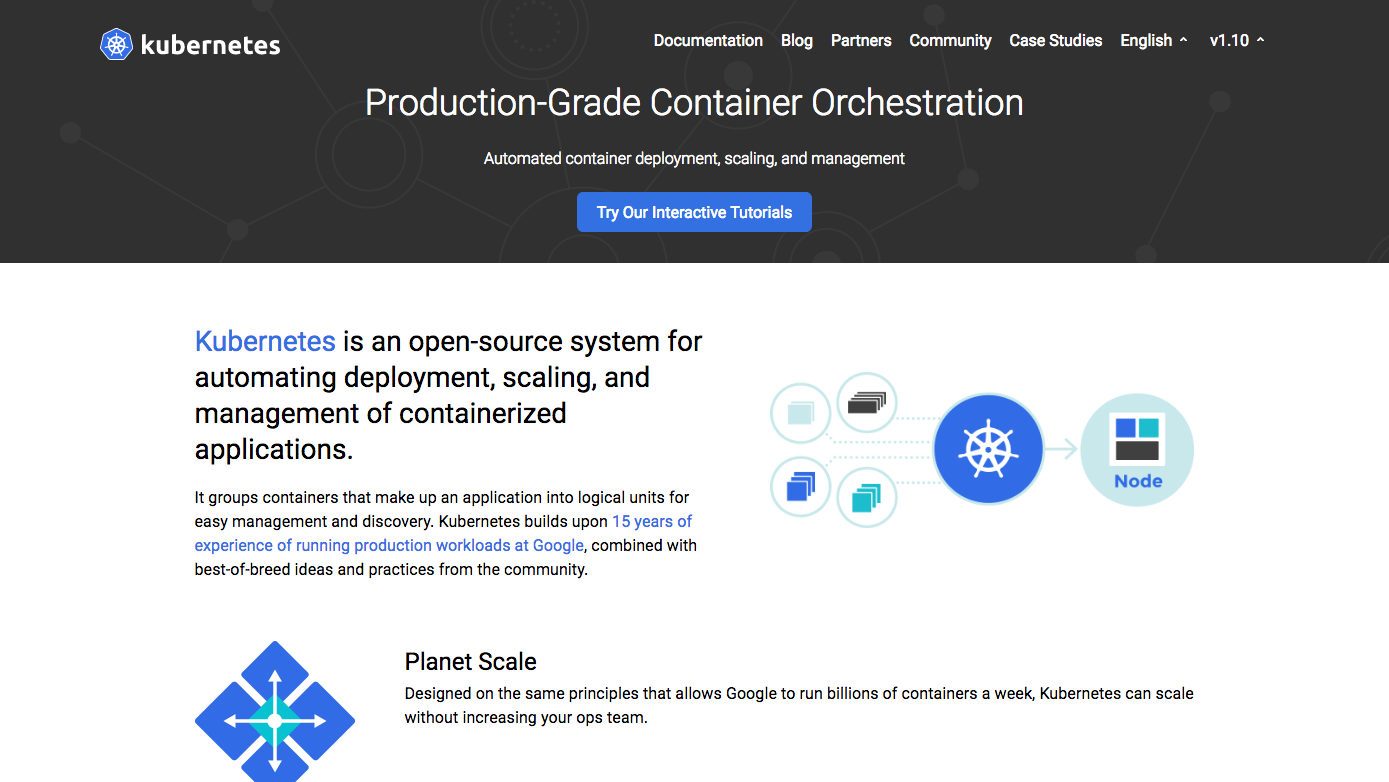 kubernetes
Documentation Blog Partners Community Case Studies English v1.10
Production-Grade Container Orchestration
Automated container deployment, scaling, and management
Try Our Interactive Tutorials
Kubernetes is an open-source system for
automating deployment, scaling, and
management of containerized
applications.
It groups containers that make up an application into logical units for
easy management and discovery. Kubernetes builds upon 15 years of
experience of running production workloads at Google, combined with
best-of-breed ideas and practices from the community.
Node
Planet Scale
Designed on the same principles that allows Google to run billions of containers a week, Kubernetes can scale
without increasing your ops team.